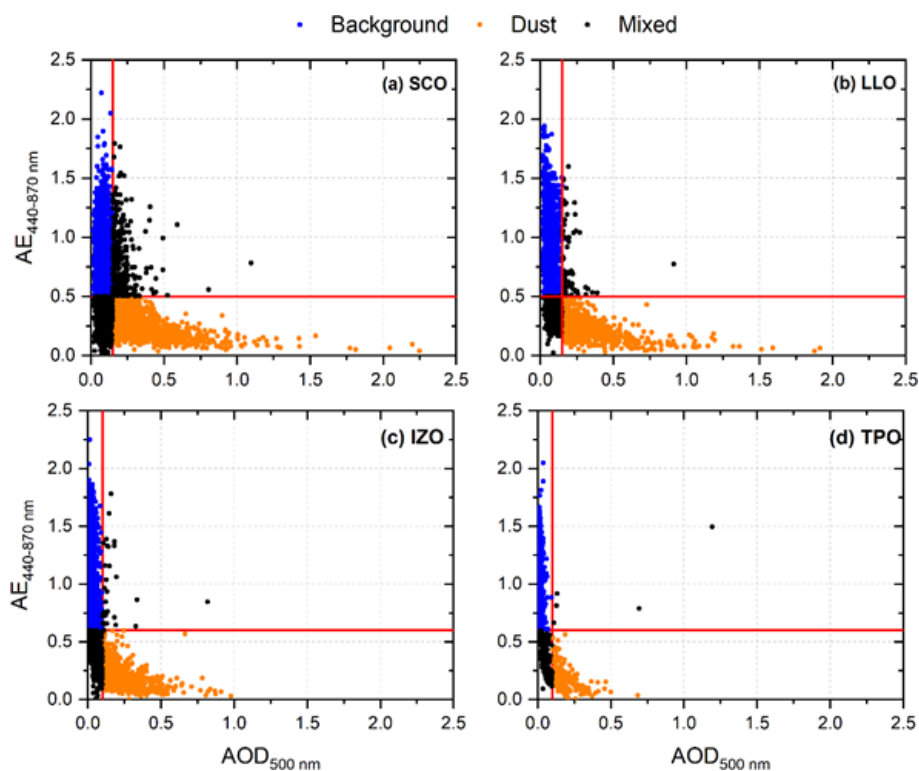 Background Dust Mixed
(a) SCO
(b) LLO
2.5
2.0
1.5
1.0
0.5
0.0
AE440-870 nm
0.0 0.5 1.0 1.5 2.0 2.5
2.5
2.0
1.5
1.0
0.5
0.0
0.0 0.5 1.0 1.5 2.0 2.5
(c) IZO
(d) TPO
2.5
2.0
1.5
1.0
0.5
0.0
AE440-870 nm
0.0 0.5 1.0 1.5 2.0 2.5
AOD500 nm
2.5
2.0
1.5
1.0
0.5
0.0
0.0 0.5 1.0 1.5 2.0 2.5
AOD500 nm